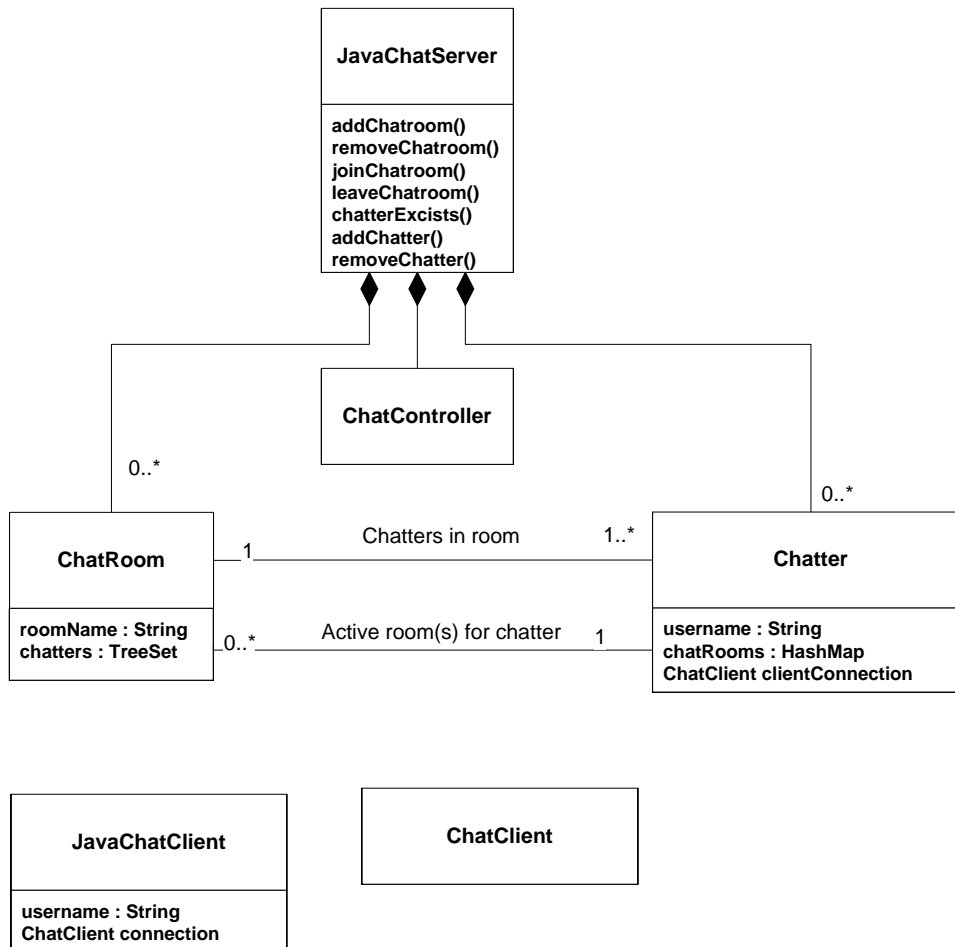 JavaChatServer
addChatroom()
removeChatroom()
joinChatroom()
leaveChatroom()
chatterExcists()
addChatter()
removeChatter()
ChatController
0..*
0..*
ChatRoom
roomName : String
chatters : TreeSet
1
Chatters in room
1..*
0..*
Active room(s) for chatter
1
Chatter
username : String
chatRooms : HashMap
ChatClient clientConnection
JavaChatClient
username : String
ChatClient connection
ChatClient